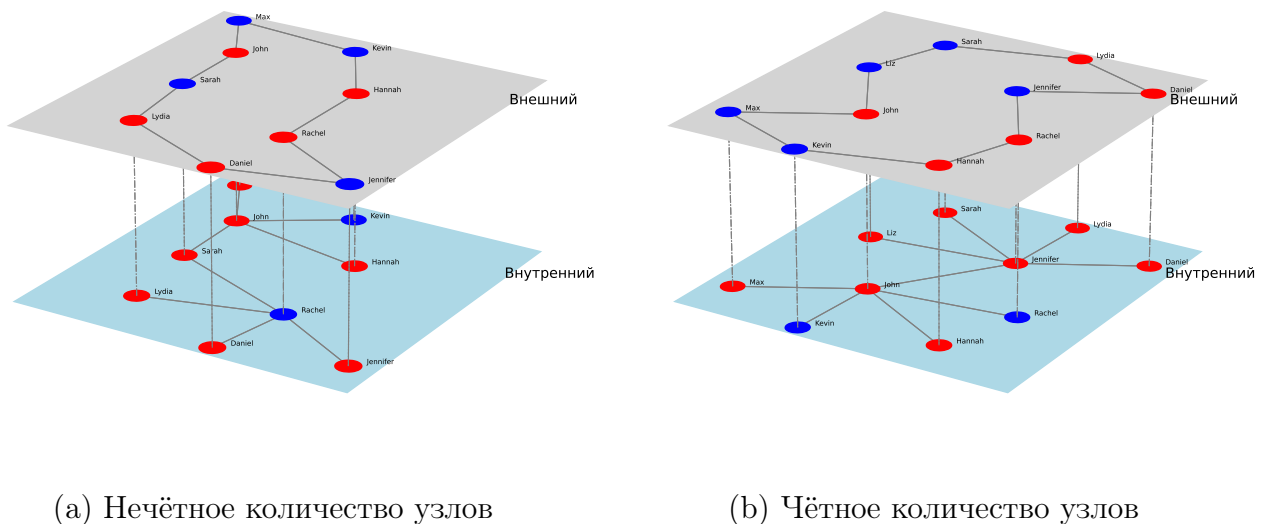 Max
John
Kevin
Sarah
Hannah
Lydia
Rachel
Daniel
Jennifer
Внешний
John
Kevin
Sarah
Hannah
Lydia
Rachel
Daniel
Jennifer
Внутренний
(a) Нечётное количество узлов
Sarah
Lydia
Liz
Jennifer
Daniel
Max
John
Kevin
Rachel
Hannah
Внешний
Sarah
Lydia
Liz
Jennifer
Daniel
Max
John
Kevin
Rachel
Hannah
Внутренний
(b) Чётное количество узлов